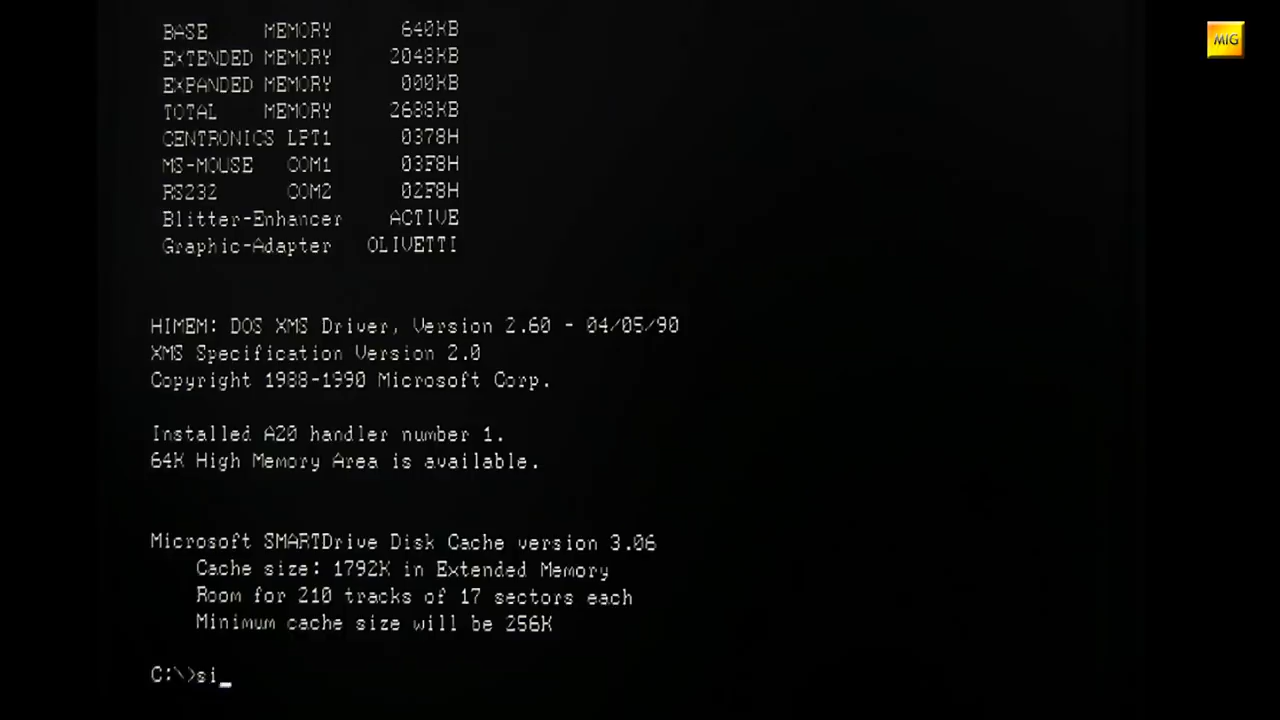 MIG
BASE MEMORY 640KB
EXTENDED MEMORY 2048KB
EXPANDED MEMORY 000KB
TOTAL MEMORY 2688KB
CENTRONICS LPT1 0378H
MS-MOUSE COM1 03F8H
RS232 COM2 02F8H
Blitter-Enhancer ACTIVE
Graphic-Adapter OLIVETTI
HIMEM: DOS XMS Driver, Version 2.60 - 04/05/90
XMS Specification Version 2.0
Copyright 1988-1990 Microsoft Corp.
Installed A20 handler number 1.
64K High Memory Area is available.
Microsoft SMARTDrive Disk Cache version 3.06
Cache size: 1792K in Extended Memory
Room for 210 tracks of 17 sectors each
Minimum cache size will be 256K
C:\>si_